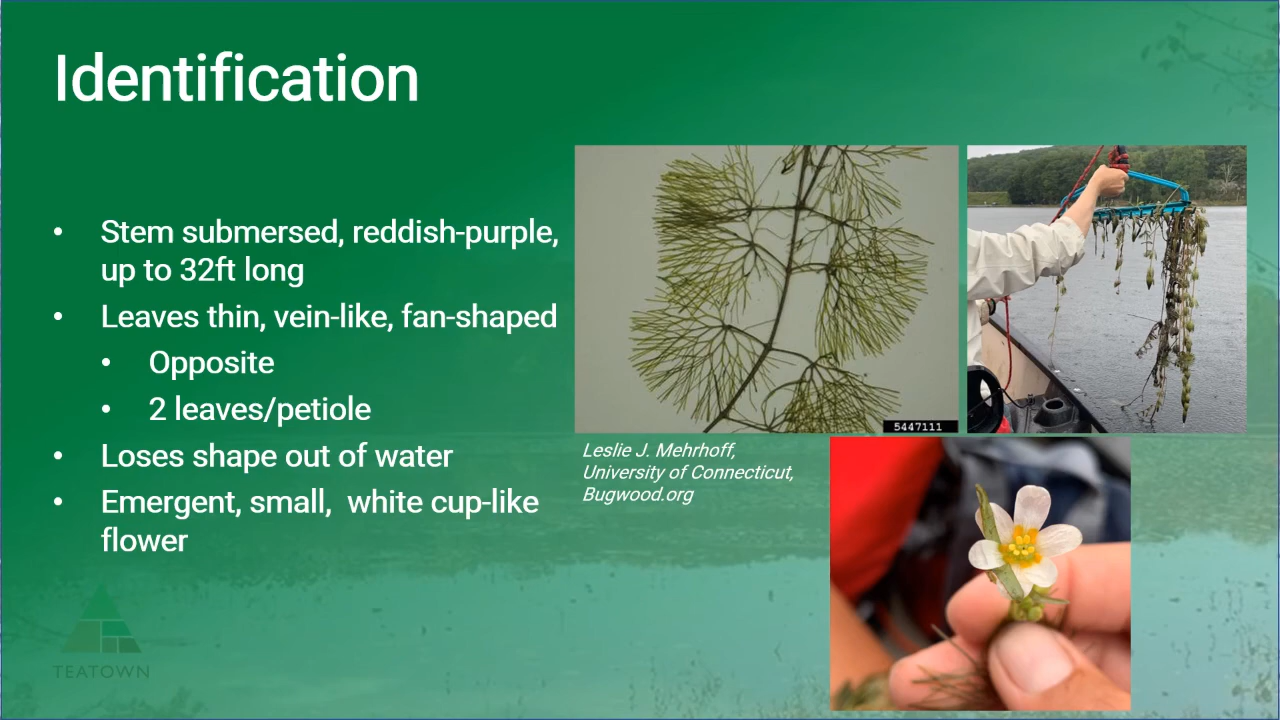 Identification
• Stem submersed, reddish-purple,
up to 32ft long
• Leaves thin, vein-like, fan-shaped
• Opposite
• 2 leaves/petiole
• Loses shape out of water
• Emergent, small,  white cup-like
flower
5447111
Leslie J. Mehrhoff,
University of Connecticut,
Bugwood.org
TEATOWN